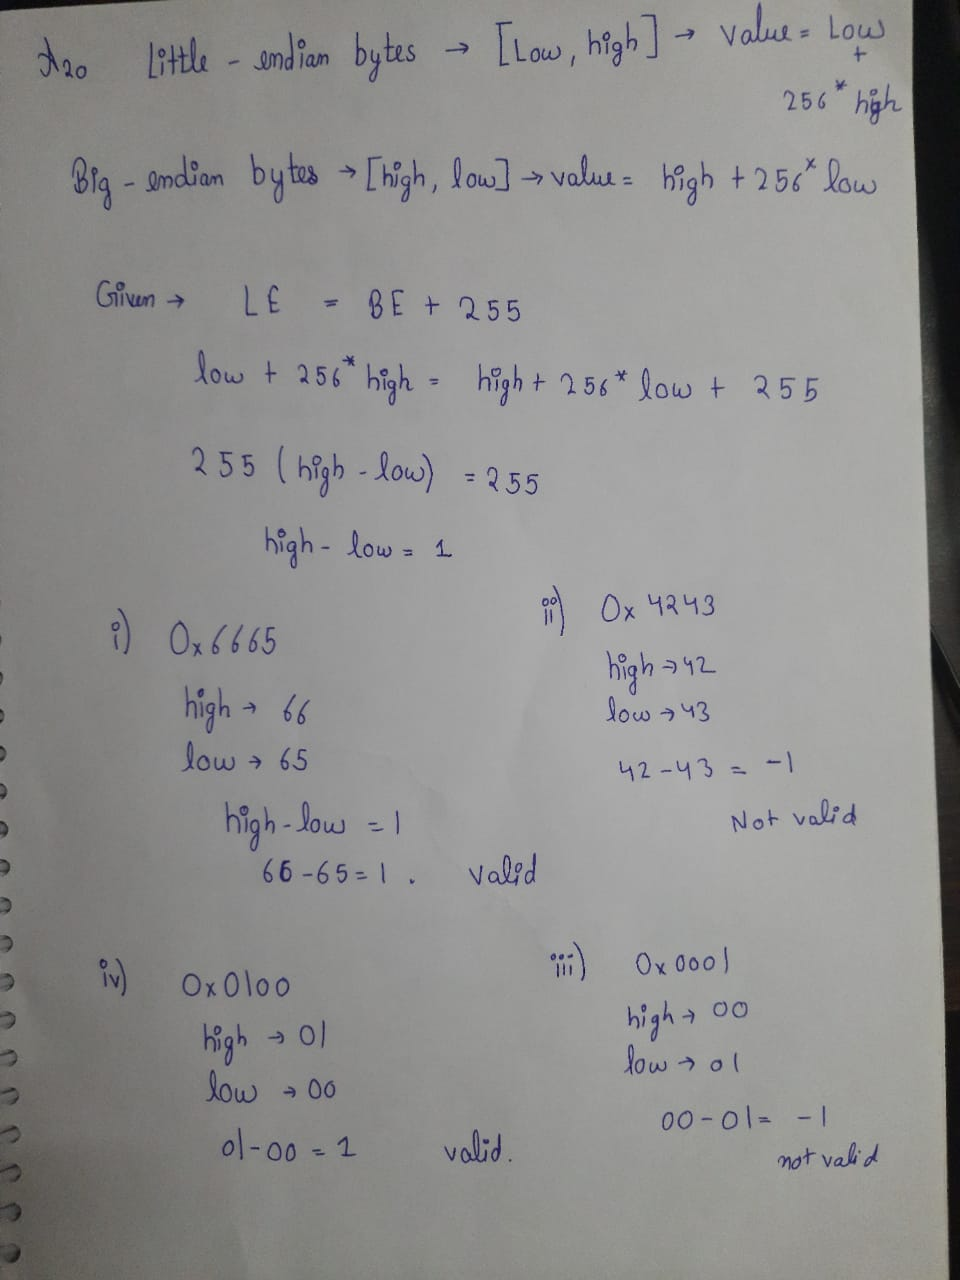 A20 Little - endian bytes → [Low, high] → value = Low
+
256 * high
Big - endian bytes → [high, low] → value = high + 256* low
Given → LE = BE + 255
low + 256* high = high + 256* low + 255
255 (high - low) = 255
high - low = 1
i) 0x6665
high → 66
low → 65
high - low = 1
66 - 65 = 1 . valid
ii) 0x 4243
high → 42
low → 43
42 - 43 = -1
Not valid
iv) 0x0100
high → 01
low → 00
01 - 00 = 1 valid.
iii) 0x 0001
high → 00
low → 01
00 - 01 = -1
not valid